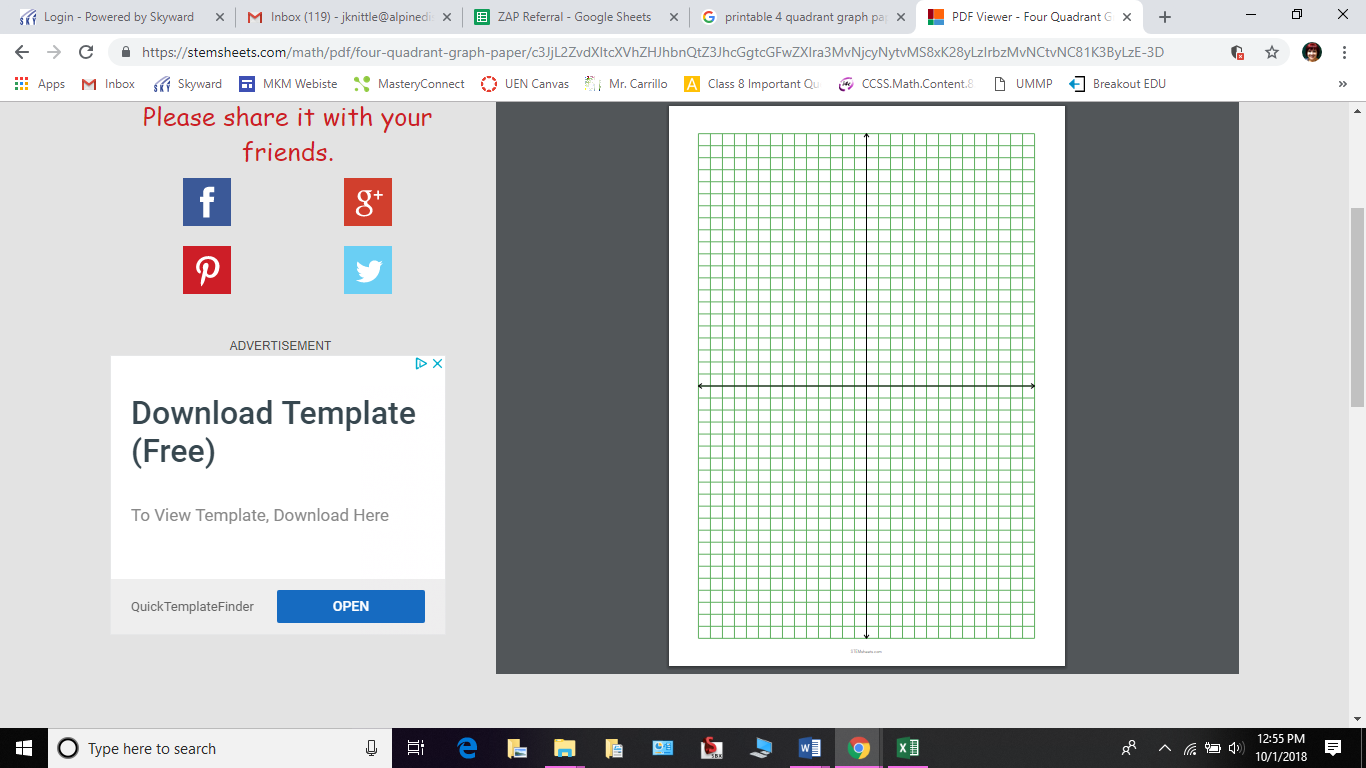 Login - Powered by Skyward
Inbox (119) - jknittle@alpinedi
ZAP Referral - Google Sheets
printable 4 quadrant graph pa
PDF Viewer - Four Quadrant G
https://stemsheets.com/math/pdf/four-quadrant-graph-paper/c3JjL2ZvdXItcXVhZHJhbnQtZ3JhcGgtcGFwZXIra3MvNjcyNytvMS8xK28yLzIrbzMvNCtvNC81K3ByLzE-3D
Apps
Inbox
Skyward
MKM Webiste
MasteryConnect
UEN Canvas
Mr. Carrillo
Class 8 Important Qu
CCSS.Math.Content.8
UMMP
Breakout EDU
Please share it with your
friends.
f
g+
ADVERTISEMENT
Download Template
(Free)
To View Template, Download Here
QuickTemplateFinder
OPEN
STEMsheets.com
Type here to search
12:55 PM
10/1/2018